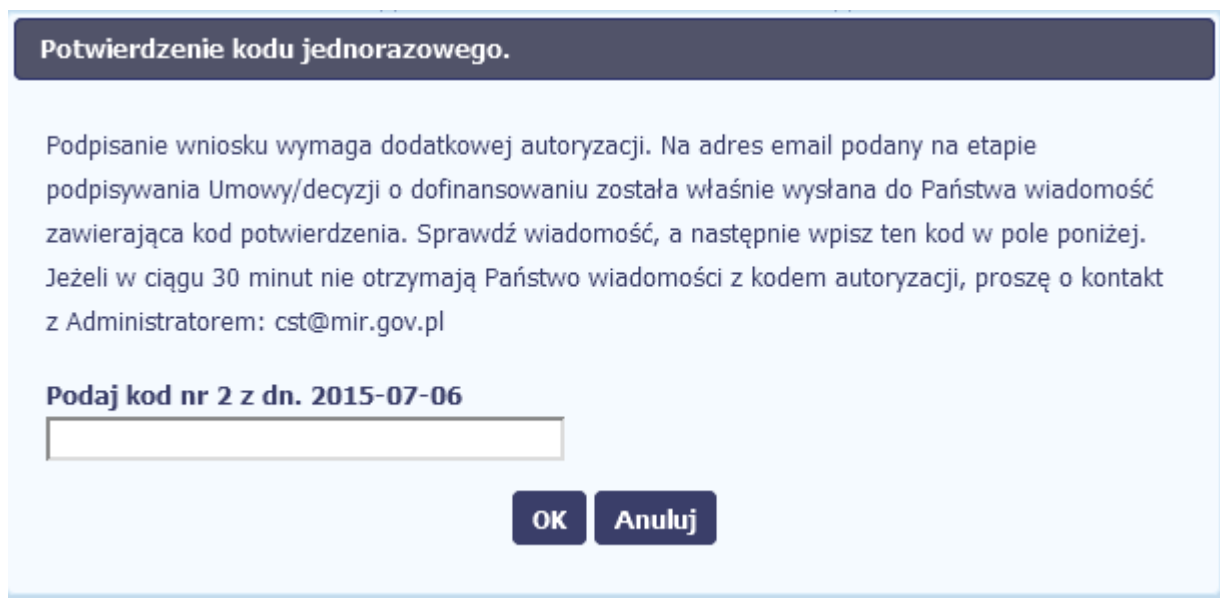 Potwierdzenie kodu jednorazowego.
Podpisanie wniosku wymaga dodatkowej autoryzacji. Na adres email podany na etapie
podpisywania Umowy/decyzji o dofinansowaniu została właśnie wysłana do Państwa wiadomość
zawierająca kod potwierdzenia. Sprawdź wiadomość, a następnie wpisz ten kod w pole poniżej.
Jeżeli w ciągu 30 minut nie otrzymają Państwo wiadomości z kodem autoryzacji, proszę o kontakt
z Administratorem: cst@mir.gov.pl
Podaj kod nr 2 z dn. 2015-07-06
OK Anuluj